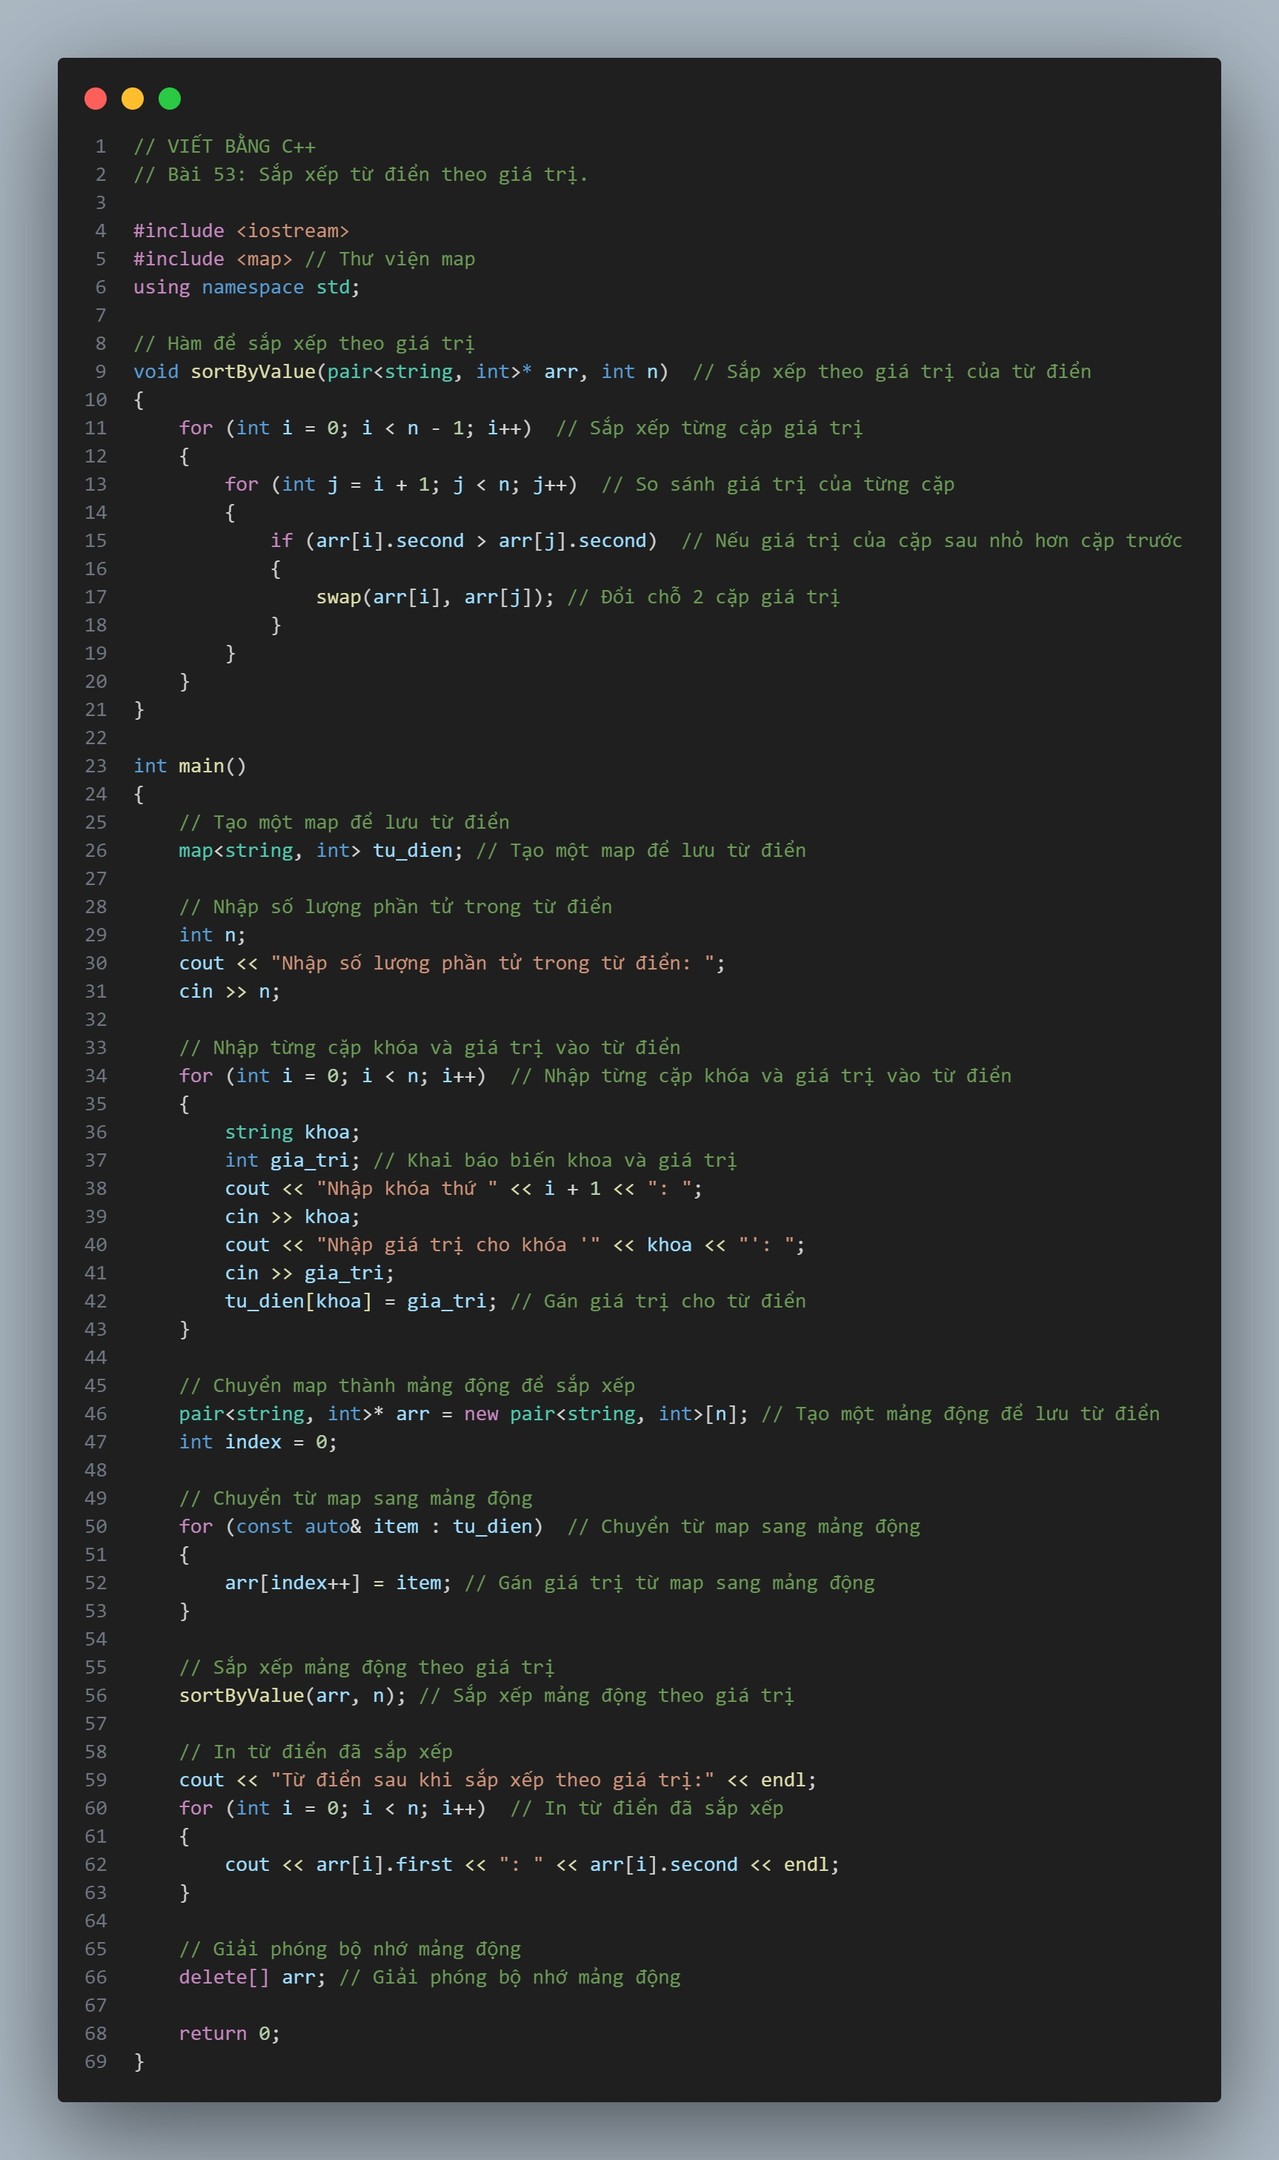 1 // VIẾT BẰNG C++
2 // Bài 53: Sắp xếp từ điển theo giá trị.
3
4 #include <iostream>
5 #include <map> // Thư viện map
6 using namespace std;
7
8 // Hàm để sắp xếp theo giá trị
9 void sortByValue(pair<string, int>* arr, int n)  // Sắp xếp theo giá trị của từ điển
10 {
11     for (int i = 0; i < n - 1; i++)  // Sắp xếp từng cặp giá trị
12     {
13         for (int j = i + 1; j < n; j++)  // So sánh giá trị của từng cặp
14         {
15             if (arr[i].second > arr[j].second)  // Nếu giá trị của cặp sau nhỏ hơn cặp trước
16             {
17                 swap(arr[i], arr[j]); // Đổi chỗ 2 cặp giá trị
18             }
19         }
20     }
21 }
22
23 int main()
24 {
25     // Tạo một map để lưu từ điển
26     map<string, int> tu_dien; // Tạo một map để lưu từ điển
27
28     // Nhập số lượng phần tử trong từ điển
29     int n;
30     cout << "Nhập số lượng phần tử trong từ điển: ";
31     cin >> n;
32
33     // Nhập từng cặp khóa và giá trị vào từ điển
34     for (int i = 0; i < n; i++)  // Nhập từng cặp khóa và giá trị vào từ điển
35     {
36         string khoa;
37         int gia_tri; // Khai báo biến khoa và giá trị
38         cout << "Nhập khóa thứ " << i + 1 << ": ";
39         cin >> khoa;
40         cout << "Nhập giá trị cho khóa '" << khoa << "': ";
41         cin >> gia_tri;
42         tu_dien[khoa] = gia_tri; // Gán giá trị cho từ điển
43     }
44
45     // Chuyển map thành mảng động để sắp xếp
46     pair<string, int>* arr = new pair<string, int>[n]; // Tạo một mảng động để lưu từ điển
47     int index = 0;
48
49     // Chuyển từ map sang mảng động
50     for (const auto& item : tu_dien)  // Chuyển từ map sang mảng động
51     {
52         arr[index++] = item; // Gán giá trị từ map sang mảng động
53     }
54
55     // Sắp xếp mảng động theo giá trị
56     sortByValue(arr, n); // Sắp xếp mảng động theo giá trị
57
58     // In từ điển đã sắp xếp
59     cout << "Từ điển sau khi sắp xếp theo giá trị:" << endl;
60     for (int i = 0; i < n; i++)  // In từ điển đã sắp xếp
61     {
62         cout << arr[i].first << ": " << arr[i].second << endl;
63     }
64
65     // Giải phóng bộ nhớ mảng động
66     delete[] arr; // Giải phóng bộ nhớ mảng động
67
68     return 0;
69 }